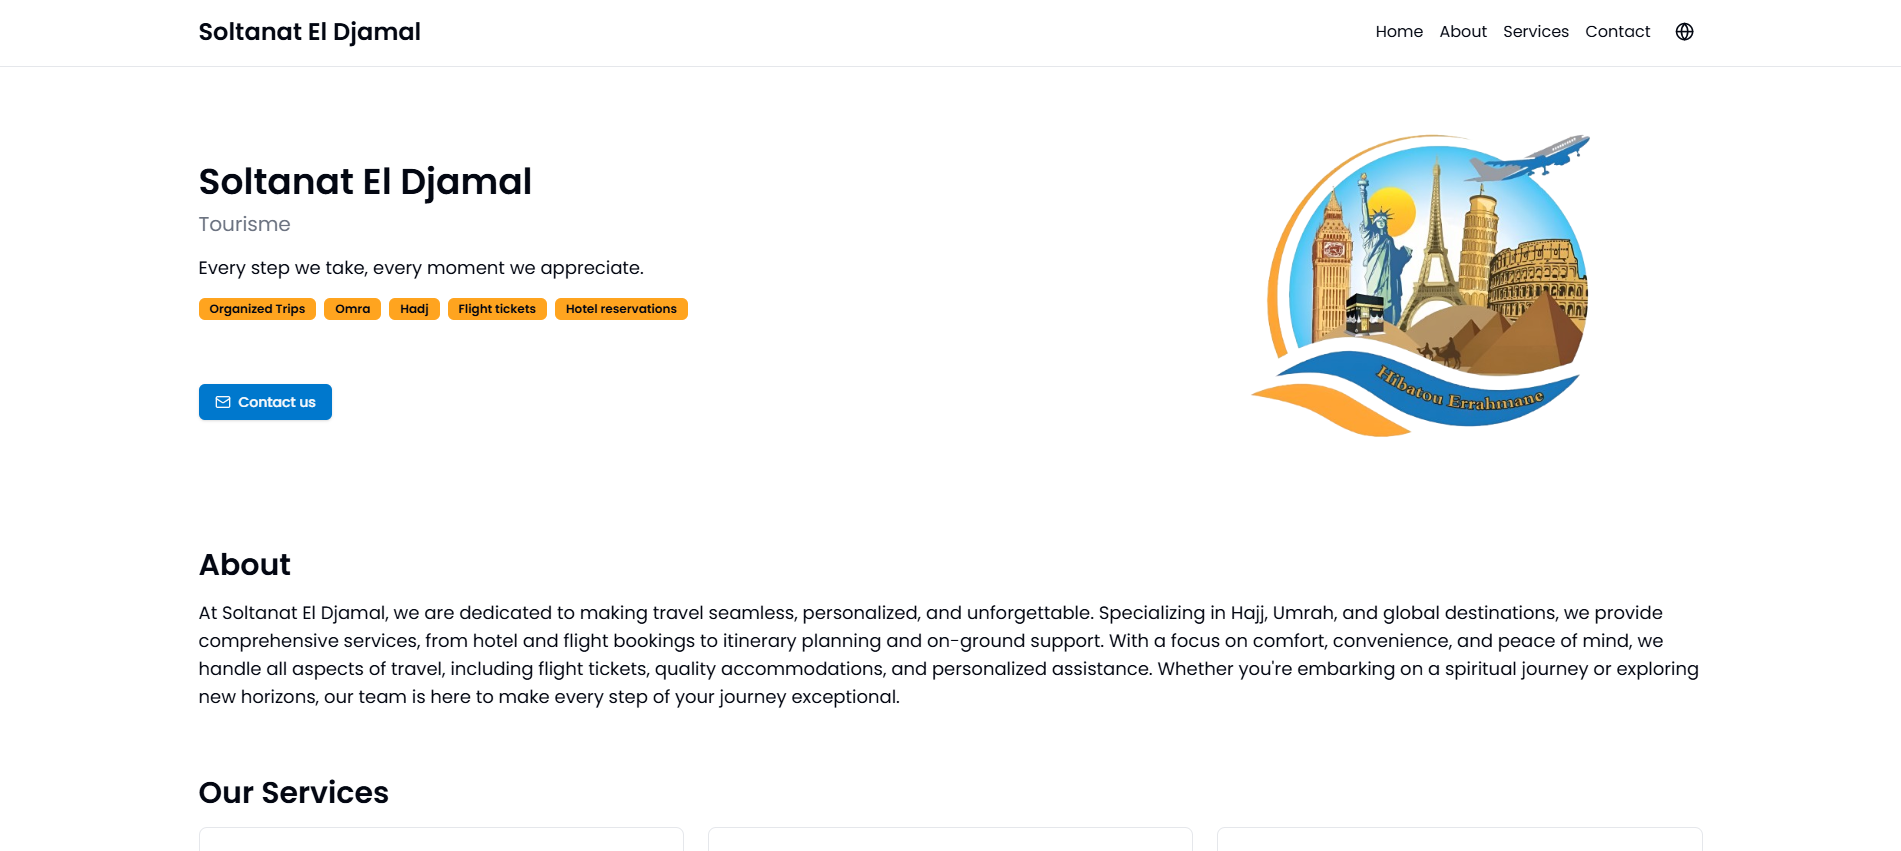 Soltanat El Djamal
Home About Services Contact
Soltanat El Djamal
Tourisme
Every step we take, every moment we appreciate.
Organized Trips Omra Hadj Flight tickets Hotel reservations
Contact us
Hibatou Errahmane
About
At Soltanat El Djamal, we are dedicated to making travel seamless, personalized, and unforgettable. Specializing in Hajj, Umrah, and global destinations, we provide
comprehensive services, from hotel and flight bookings to itinerary planning and on-ground support. With a focus on comfort, convenience, and peace of mind, we
handle all aspects of travel, including flight tickets, quality accommodations, and personalized assistance. Whether you're embarking on a spiritual journey or exploring
new horizons, our team is here to make every step of your journey exceptional.
Our Services